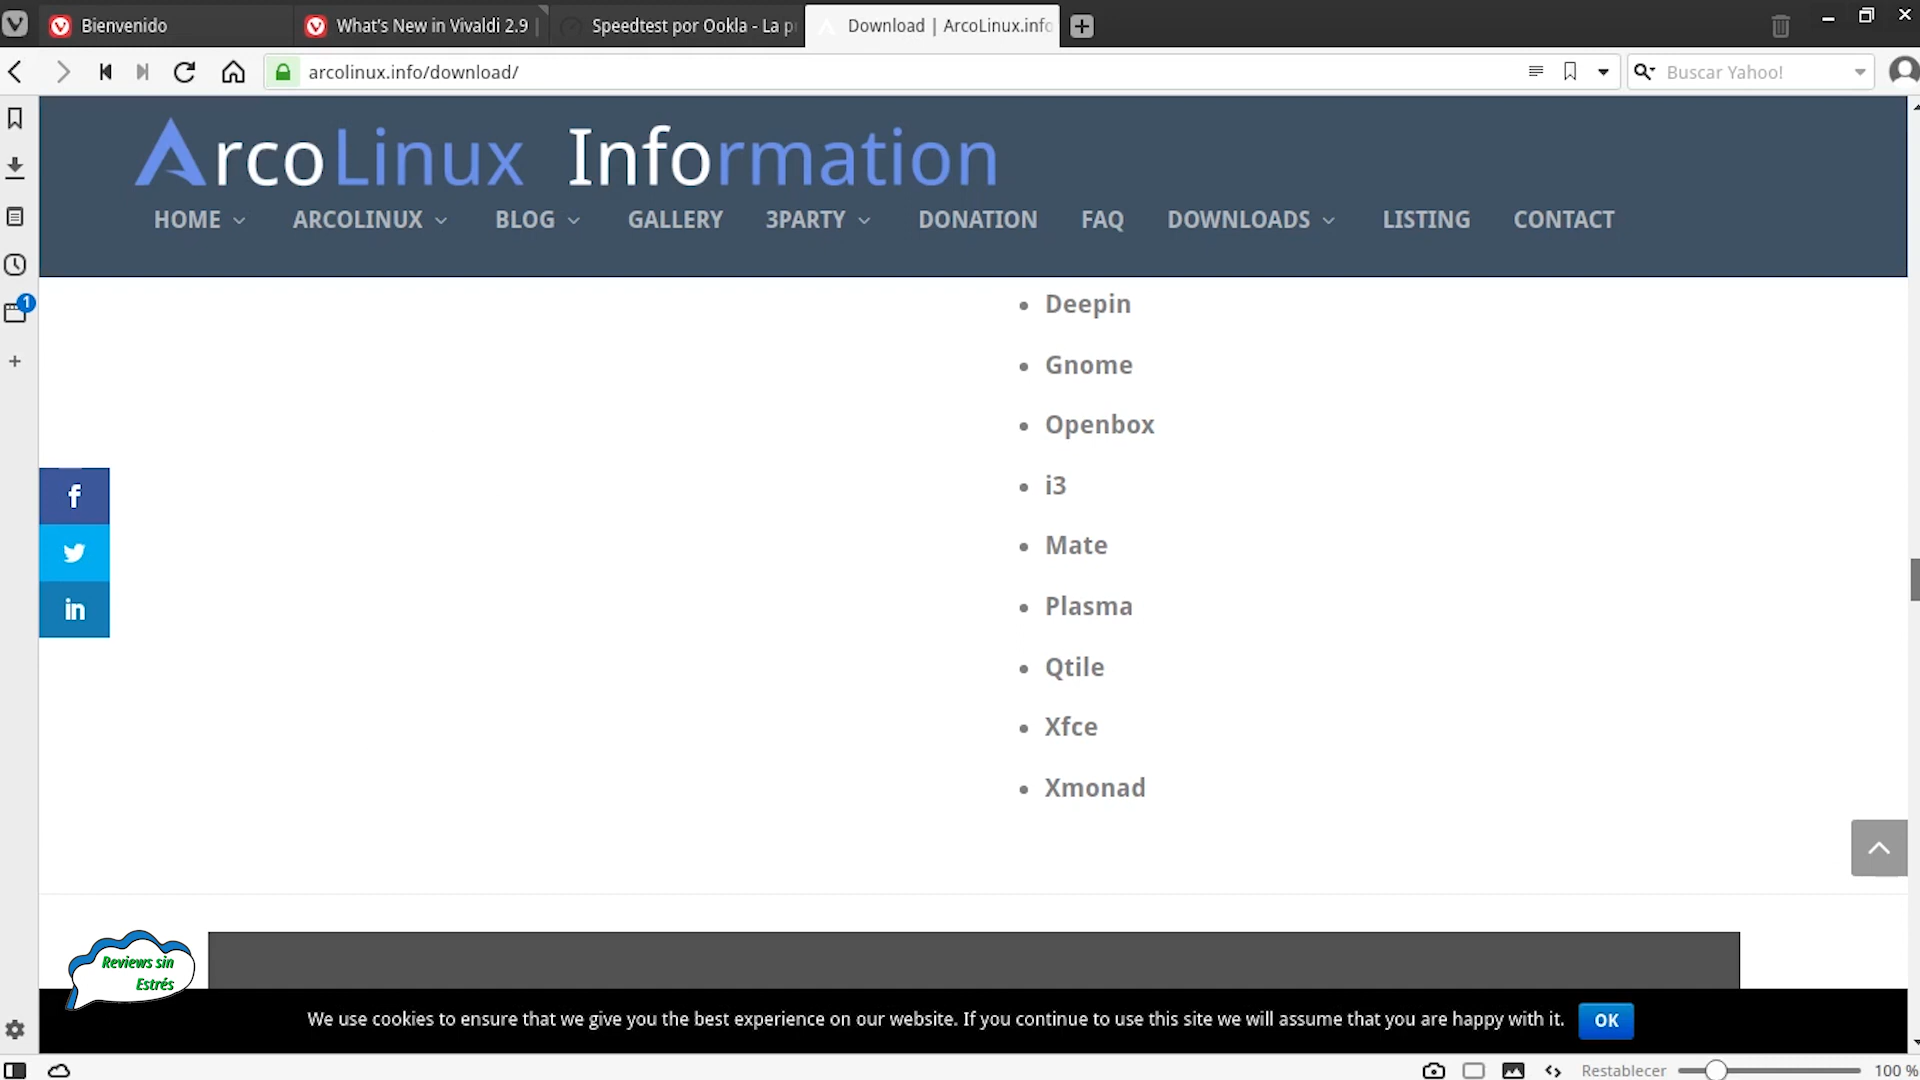 Bienvenido
What's New in Vivaldi 2.9 |
Speedtest por Ookla - La p
Download | ArcoLinux.info
arcolinux.info/download/
Buscar Yahoo!
ArcoLinux Information
HOME
ARCOLINUX
BLOG
GALLERY
3PARTY
DONATION
FAQ
DOWNLOADS
LISTING
CONTACT
1
Deepin
Gnome
Openbox
i3
Mate
Plasma
Qtile
Xfce
Xmonad
f
in
Reviews sin
Estrés
We use cookies to ensure that we give you the best experience on our website. If you continue to use this site we will assume that you are happy with it.
OK
Restablecer
100 %